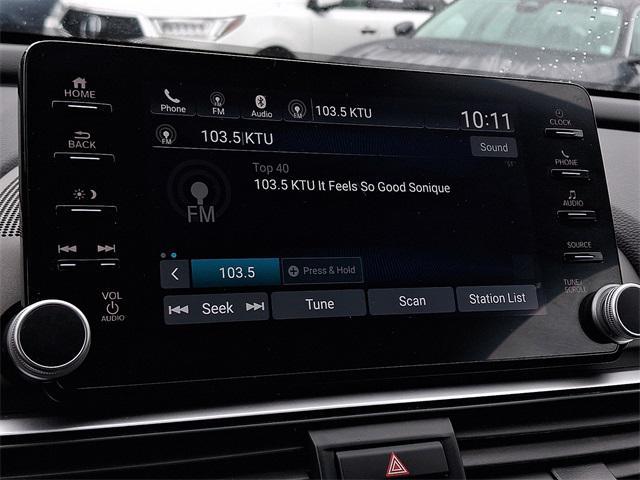 HOME
Phone
FM
Audio
103.5 KTU
10:11
CLOCK
BACK
FM
103.5 KTU
Sound
PHONE
Top 40
103.5 KTU It Feels So Good Sonique
FM
AUDIO
SOURCE
103.5
Press & Hold
VOL
AUDIO
Seek
Tune
Scan
Station List
TUNE/
SCROLL